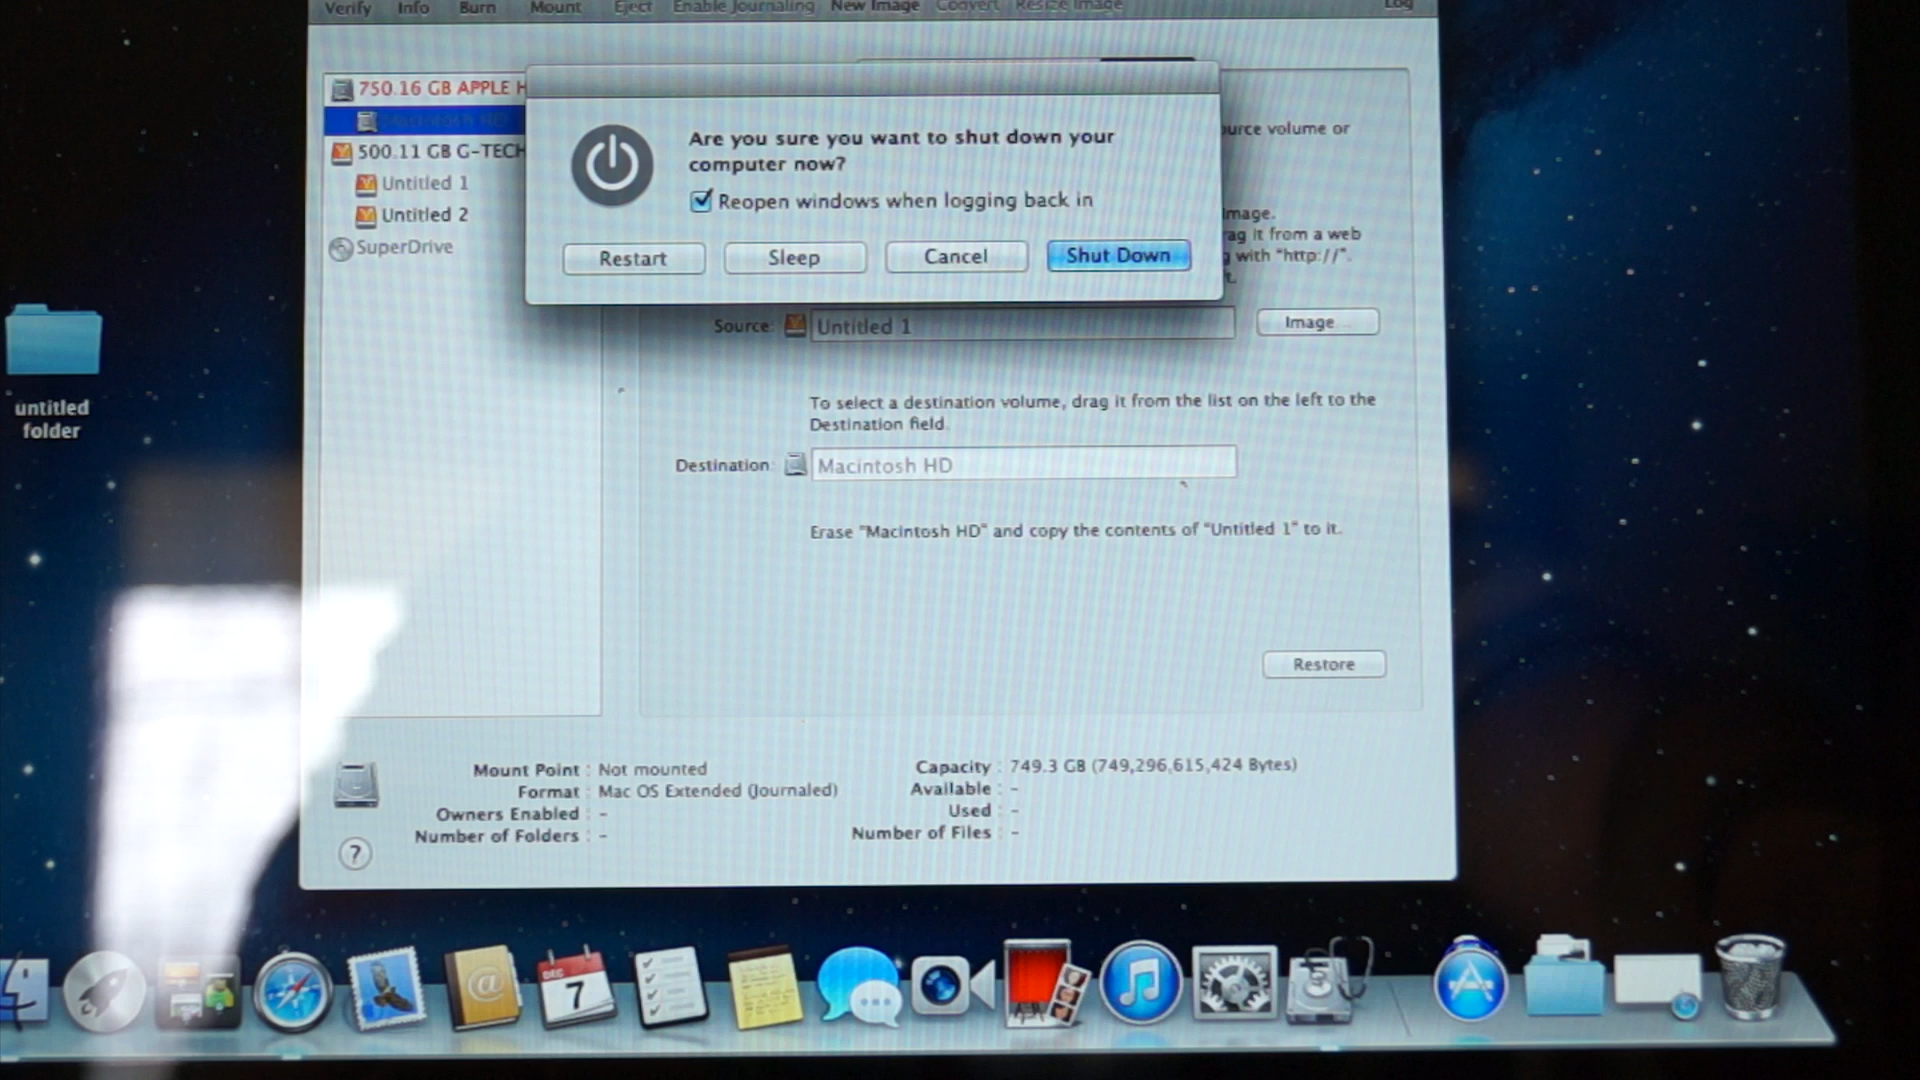 Verify Info Burn Mount Eject Enable Journaling New Image Convert Resize Image Log
750.16 GB APPLE H
Macintosh HD
500.11 GB G-TECH
Untitled 1
Untitled 2
SuperDrive
Are you sure you want to shut down your
computer now?
Reopen windows when logging back in
Restart Sleep Cancel Shut Down
urce volume or
image.
ag it from a web
g with "http://".
t.
Source: Untitled 1 Image...
To select a destination volume, drag it from the list on the left to the
Destination field.
Destination: Macintosh HD
Erase "Macintosh HD" and copy the contents of "Untitled 1" to it.
Restore
Mount Point : Not mounted
Format : Mac OS Extended (Journaled)
Owners Enabled : -
Number of Folders : -
Capacity : 749.3 GB (749,296,615,424 Bytes)
Available : -
Used : -
Number of Files : -
?
untitled
folder
@
DEC
7